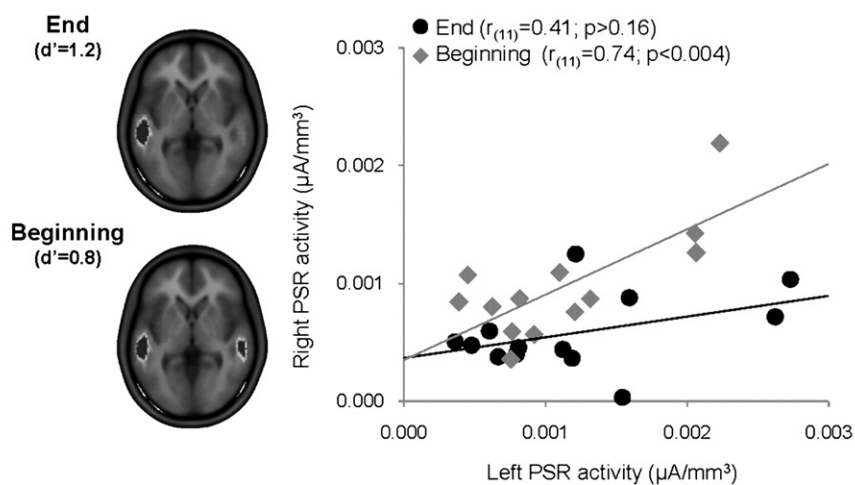 End
(d'=1.2)
Beginning
(d'=0.8)
End (r(11)=0.41; p>0.16)
Beginning (r(11)=0.74; p<0.004)
Right PSR activity (µA/mm³)
0.003
0.002
0.001
0.000
0.000 0.001 0.002 0.003
Left PSR activity (µA/mm³)